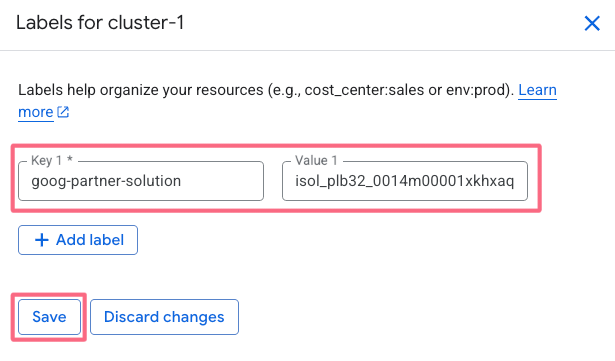 Labels for cluster-1
Labels help organize your resources (e.g., cost_center:sales or env:prod). Learn
more
Key 1 * Value 1
goog-partner-solution isol_plb32_0014m00001xkhxaq
+ Add label
Save Discard changes